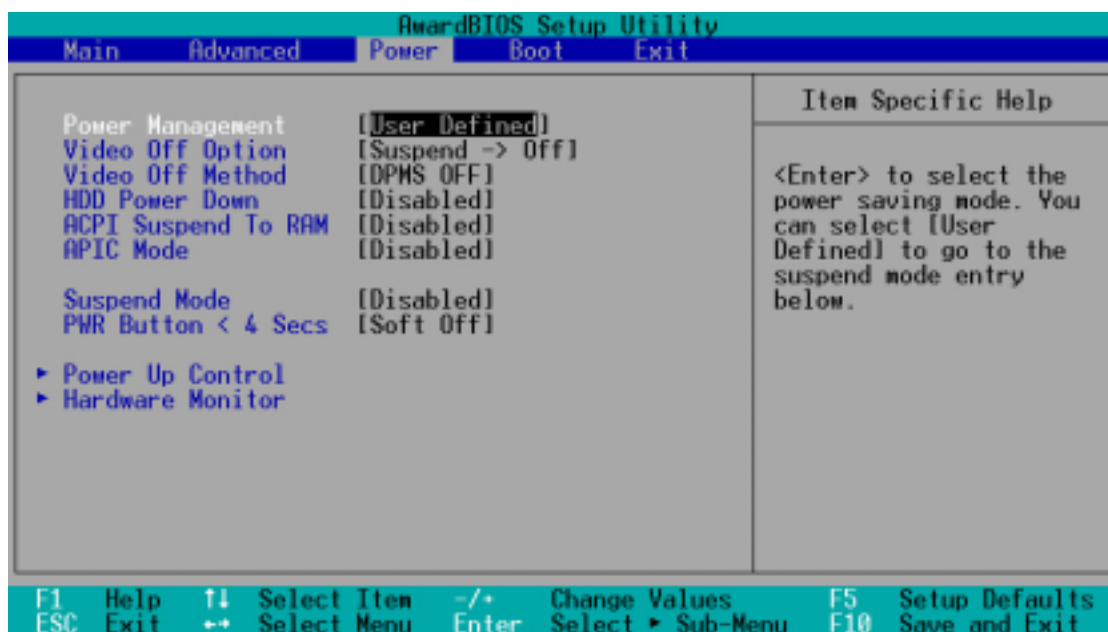 AwardBIOS Setup Utility
Main Advanced Power Boot Exit
Power Management [User Defined]
Video Off Option [Suspend -> Off]
Video Off Method [DPMS OFF]
HDD Power Down [Disabled]
ACPI Suspend To RAM [Disabled]
APIC Mode [Disabled]
Suspend Mode [Disabled]
PWR Button < 4 Secs [Soft Off]
▸ Power Up Control
▸ Hardware Monitor
Item Specific Help
<Enter> to select the
power saving mode. You
can select [User
Defined] to go to the
suspend mode entry
below.
F1 Help ↑↓ Select Item -/+ Change Values F5 Setup Defaults
ESC Exit ←→ Select Menu Enter Select ▸ Sub-Menu F10 Save and Exit